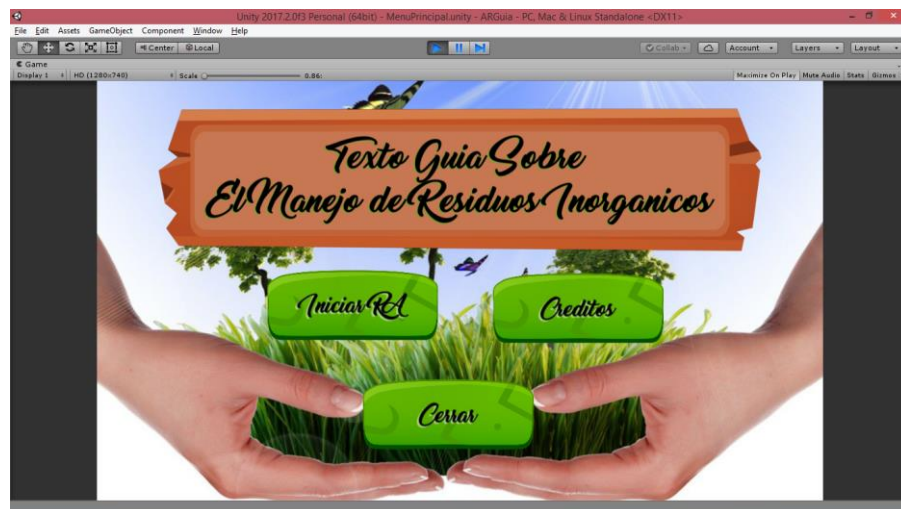 Unity 2017.2.0f3 Personal (64bit) - MenuPrincipal.unity - ARGuia - PC, Mac & Linux Standalone <DX11>
File Edit Assets GameObject Component Window Help
Center Local Collab Account Layers Layout
Game
Display 1 HD (1280x740) Scale 0.86: Maximize On Play Mute Audio Stats Gizmos
Texto Guia Sobre
El Manejo de Residuos Inorganicos
Iniciar RA Creditos
Cerrar